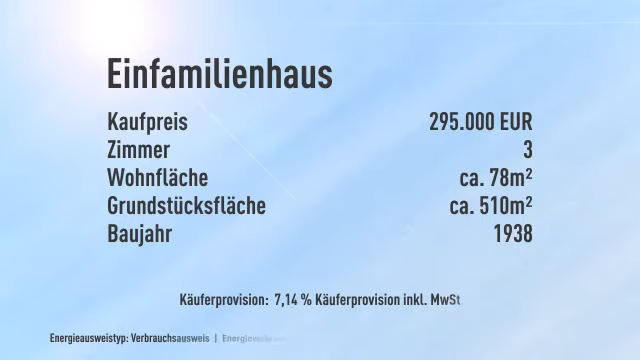 Einfamilienhaus
Kaufpreis 295.000 EUR
Zimmer 3
Wohnfläche ca. 78m²
Grundstücksfläche ca. 510m²
Baujahr 1938
Käuferprovision: 7,14 % Käuferprovision inkl. MwSt
Energieausweistyp: Verbrauchsausweis |